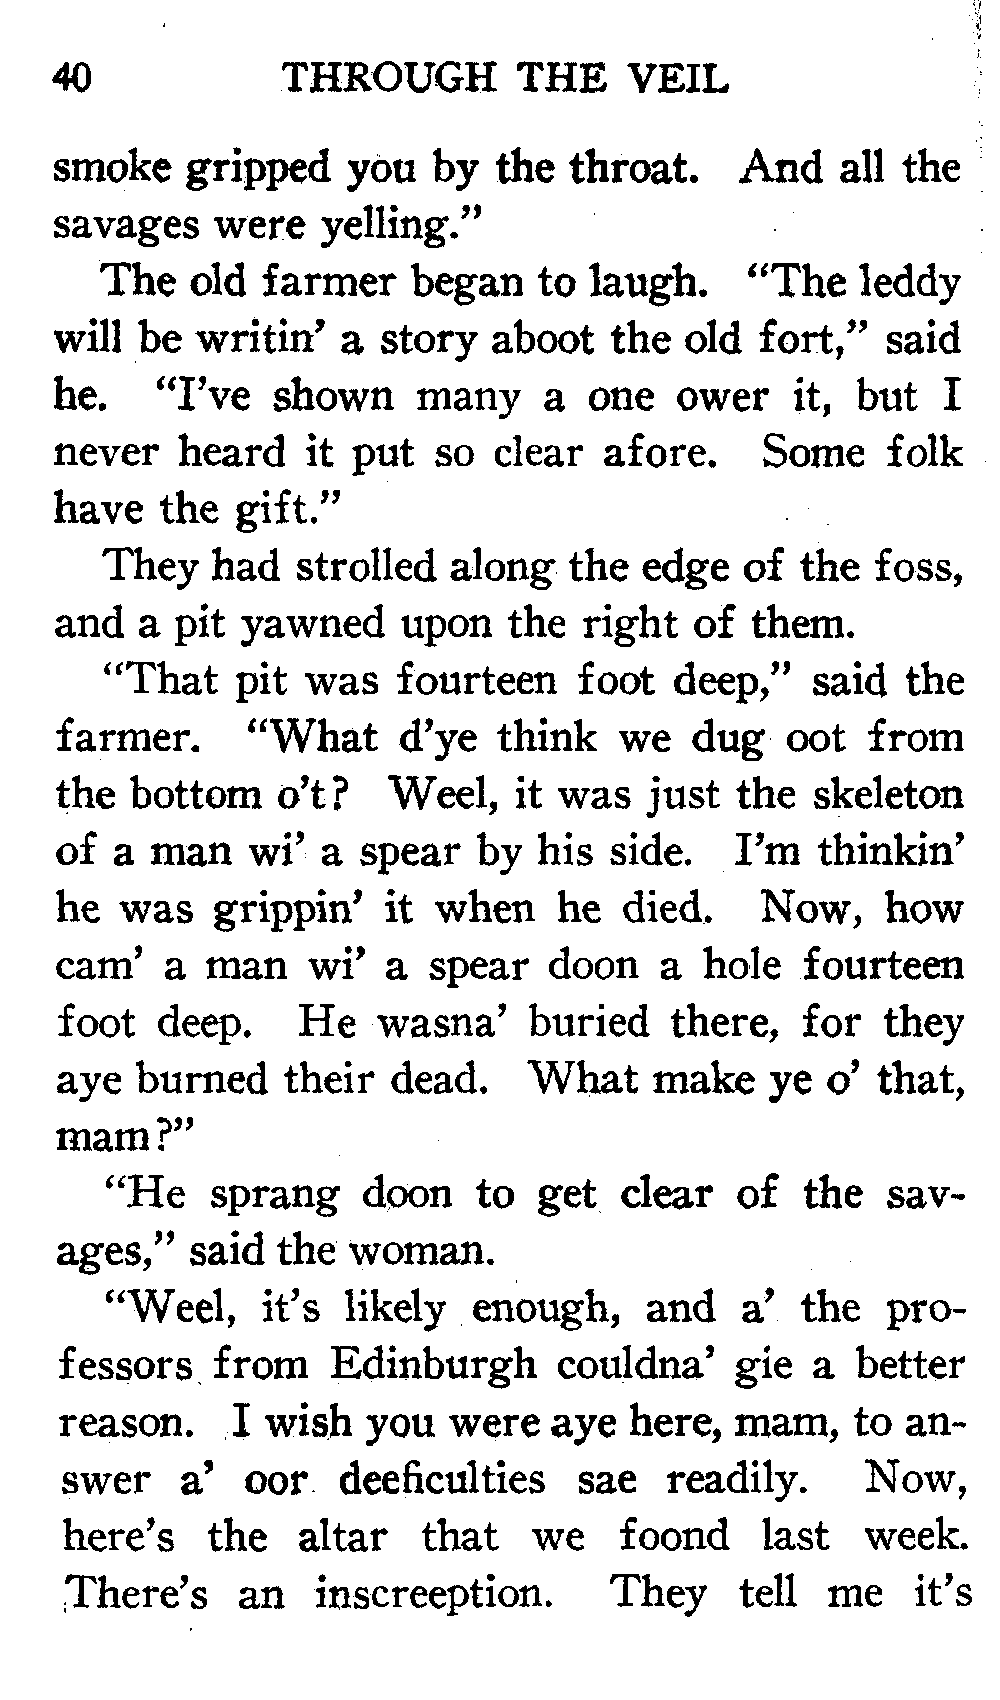 40 THROUGH THE VEIL
smoke gripped you by the throat. And all the
savages were yelling.”
The old farmer began to laugh. “The leddy
will be writin’ a story aboot the old fort,” said
he. “I’ve shown many a one ower it, but I
never heard it put so clear afore. Some folk
have the gift.”
They had strolled along the edge of the foss,
and a pit yawned upon the right of them.
“That pit was fourteen foot deep,” said the
farmer. “What d’ye think we dug oot from
the bottom o’t? Weel, it was just the skeleton
of a man wi’ a spear by his side. I’m thinkin’
he was grippin’ it when he died. Now, how
cam’ a man wi’ a spear doon a hole fourteen
foot deep. He wasna’ buried there, for they
aye burned their dead. What make ye o’ that,
mam?”
“He sprang doon to get clear of the sav-
ages,” said the woman.
“Weel, it’s likely enough, and a’ the pro-
fessors from Edinburgh couldna’ gie a better
reason. I wish you were aye here, mam, to an-
swer a’ oor deeficulties sae readily. Now,
here’s the altar that we foond last week.
There’s an inscreeption. They tell me it’s